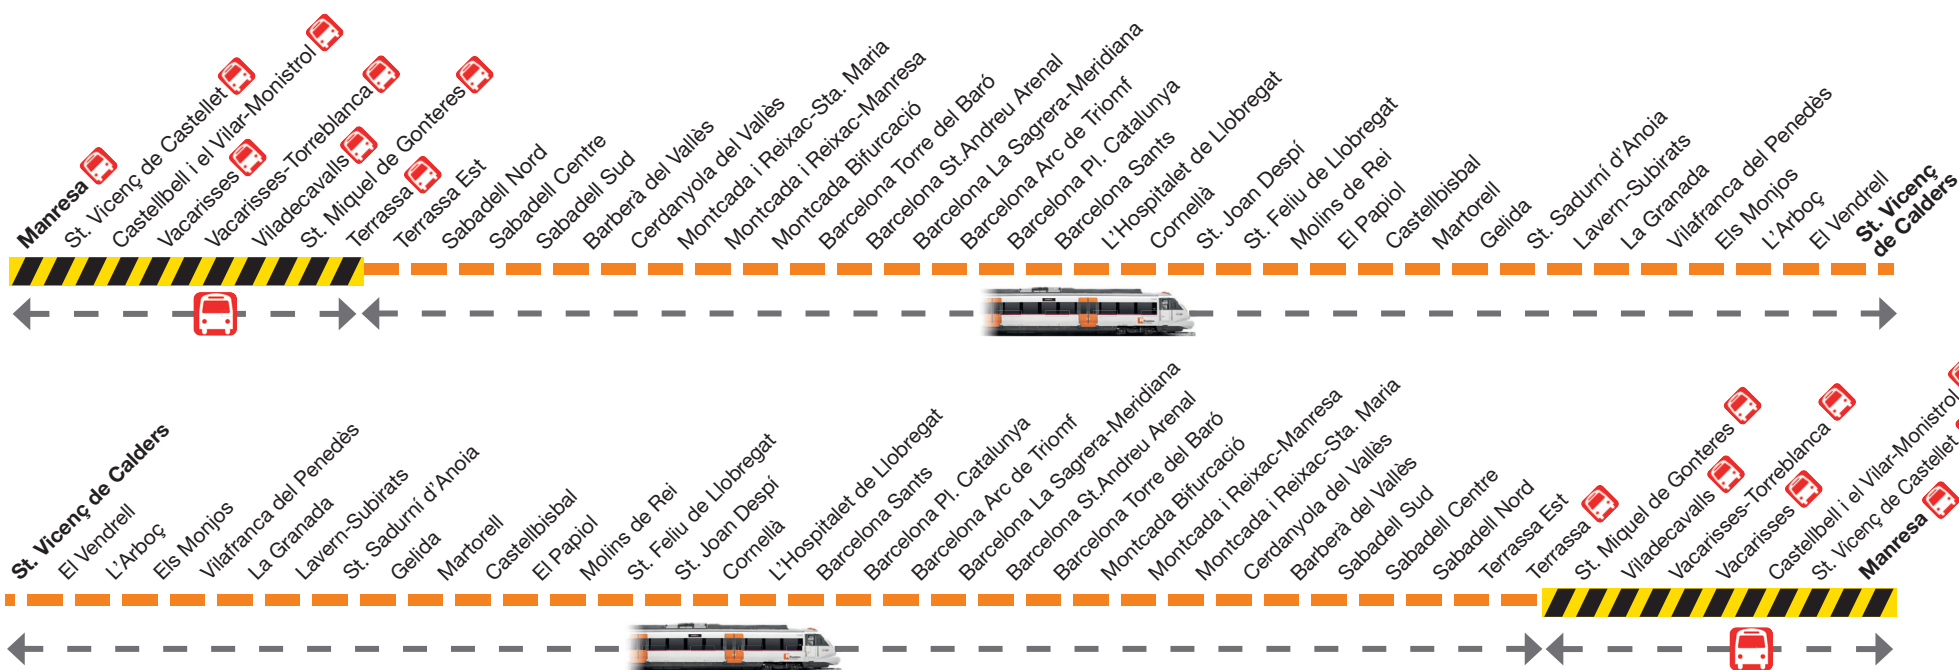 Manresa
St. Vicenç de Castellet
Castellbell i el Vilar-Monistrol
Vacarisses
Vacarisses-Torreblanca
Viladecavalls
St. Miquel de Gonteres
Terrassa
Terrassa Est
Sabadell Nord
Sabadell Centre
Sabadell Sud
Barberà del Vallès
Cerdanyola del Vallès
Montcada i Reixac-Sta. Maria
Montcada i Reixac-Manresa
Montcada Bifurcació
Barcelona Torre del Baró
Barcelona St.Andreu Arenal
Barcelona La Sagrera-Meridiana
Barcelona Arc de Triomf
Barcelona Pl. Catalunya
Barcelona Sants
L'Hospitalet de Llobregat
Cornellà
St. Joan Despí
St. Feliu de Llobregat
Molins de Rei
El Papiol
Castellbisbal
Martorell
Gelida
St. Sadurní d'Anoia
Lavern-Subirats
La Granada
Vilafranca del Penedès
Els Monjos
L'Arboç
El Vendrell
St. Vicenç
de Calders
St. Vicenç de Calders
El Vendrell
L'Arboç
Els Monjos
Vilafranca del Penedès
La Granada
Lavern-Subirats
St. Sadurní d'Anoia
Gelida
Martorell
Castellbisbal
El Papiol
Molins de Rei
St. Feliu de Llobregat
St. Joan Despí
Cornellà
L'Hospitalet de Llobregat
Barcelona Sants
Barcelona Pl. Catalunya
Barcelona Arc de Triomf
Barcelona La Sagrera-Meridiana
Barcelona St.Andreu Arenal
Barcelona Torre del Baró
Montcada Bifurcació
Montcada i Reixac-Manresa
Montcada i Reixac-Sta. Maria
Cerdanyola del Vallès
Barberà del Vallès
Sabadell Sud
Sabadell Centre
Sabadell Nord
Terrassa Est
Terrassa
St. Miquel de Gonteres
Viladecavalls
Vacarisses-Torreblanca
Vacarisses
Castellbell i el Vilar-Monistrol
St. Vicenç de Castellet
Manresa